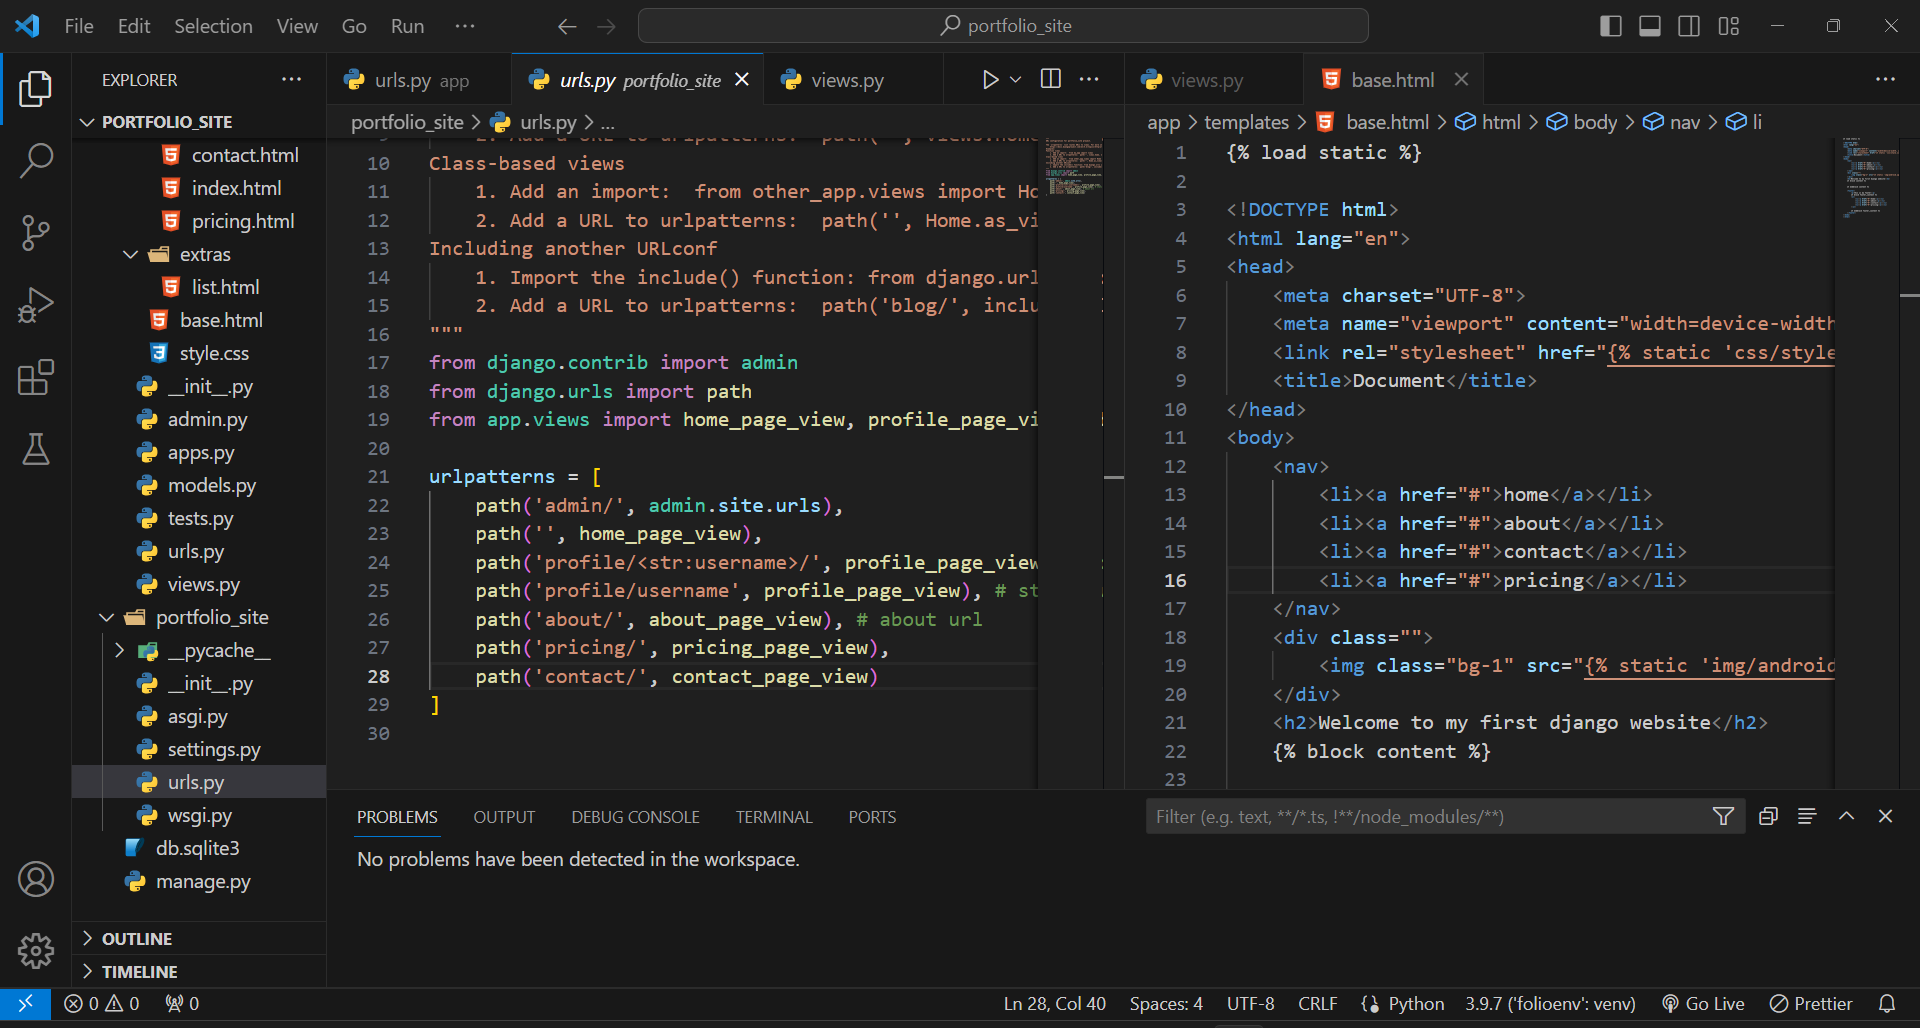 File Edit Selection View Go Run ···
portfolio_site
EXPLORER ···
PORTFOLIO_SITE
contact.html
index.html
pricing.html
extras
list.html
base.html
style.css
__init__.py
admin.py
apps.py
models.py
tests.py
urls.py
views.py
portfolio_site
__pycache__
__init__.py
asgi.py
settings.py
urls.py
wsgi.py
db.sqlite3
manage.py
OUTLINE
TIMELINE
urls.py app
urls.py portfolio_site
views.py
portfolio_site > urls.py > ...
10 Class-based views
11 1. Add an import:  from other_app.views import Ho
12 2. Add a URL to urlpatterns:  path('', Home.as_vi
13 Including another URLconf
14 1. Import the include() function: from django.url
15 2. Add a URL to urlpatterns:  path('blog/', inclu
16 """
17 from django.contrib import admin
18 from django.urls import path
19 from app.views import home_page_view, profile_page_vi
20
21 urlpatterns = [
22 path('admin/', admin.site.urls),
23 path('', home_page_view),
24 path('profile/<str:username>/', profile_page_view
25 path('profile/username', profile_page_view), # st
26 path('about/', about_page_view), # about url
27 path('pricing/', pricing_page_view),
28 path('contact/', contact_page_view)
29 ]
30
views.py
base.html
app > templates > base.html > html > body > nav > li
1 {% load static %}
2
3 <!DOCTYPE html>
4 <html lang="en">
5 <head>
6 <meta charset="UTF-8">
7 <meta name="viewport" content="width=device-width
8 <link rel="stylesheet" href="{% static 'css/style
9 <title>Document</title>
10 </head>
11 <body>
12 <nav>
13 <li><a href="#">home</a></li>
14 <li><a href="#">about</a></li>
15 <li><a href="#">contact</a></li>
16 <li><a href="#">pricing</a></li>
17 </nav>
18 <div class="">
19 <img class="bg-1" src="{% static 'img/android
20 </div>
21 <h2>Welcome to my first django website</h2>
22 {% block content %}
23
PROBLEMS OUTPUT DEBUG CONSOLE TERMINAL PORTS
Filter (e.g. text, **/*.ts, !**/node_modules/**)
No problems have been detected in the workspace.
0 0 0
Ln 28, Col 40 Spaces: 4 UTF-8 CRLF Python 3.9.7 ('folioenv': venv) Go Live Prettier